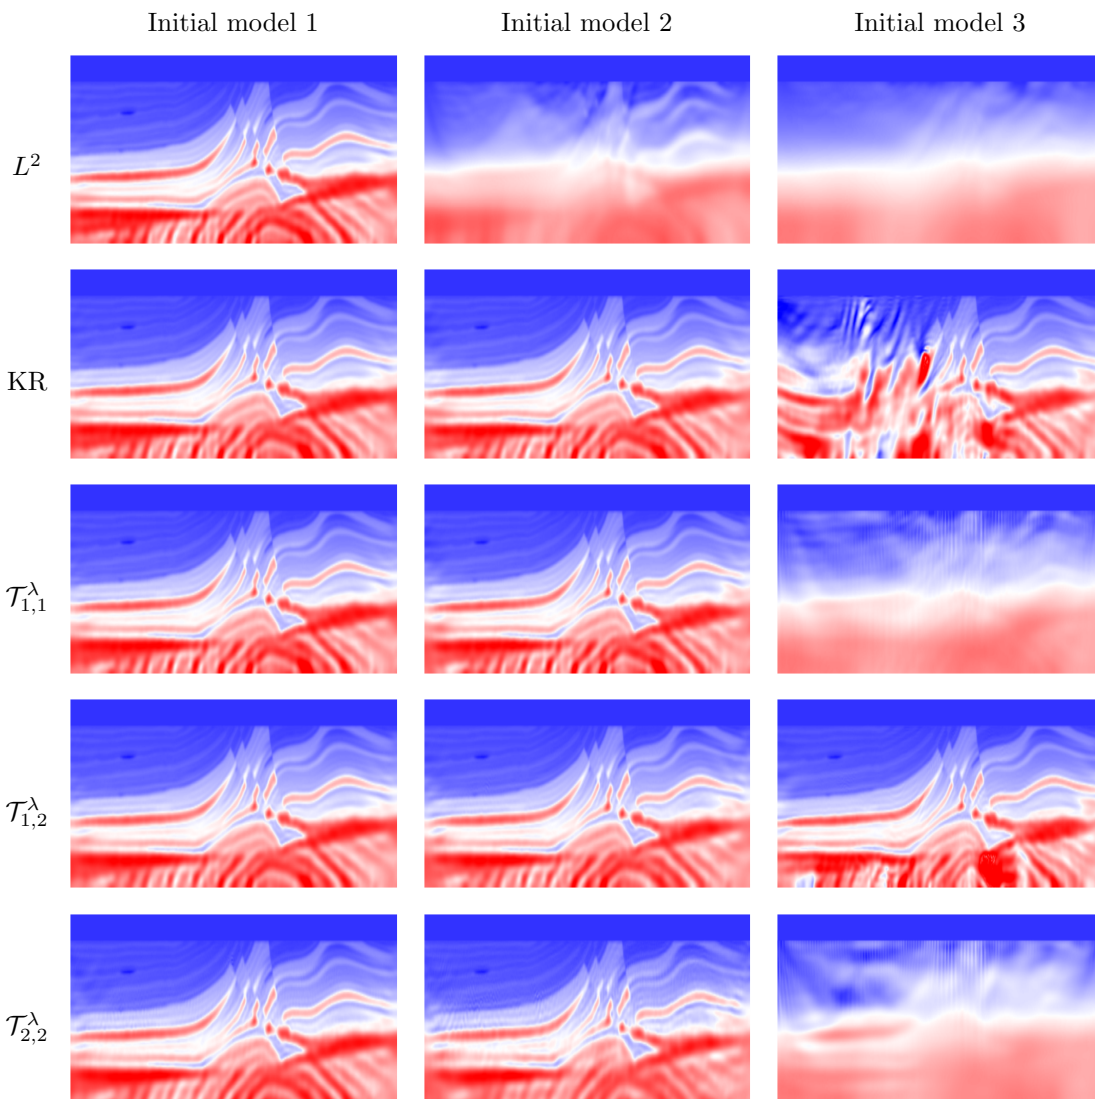 Initial model 1 Initial model 2 Initial model 3
L²
KR
𝒯^λ_{1,1}
𝒯^λ_{1,2}
𝒯^λ_{2,2}